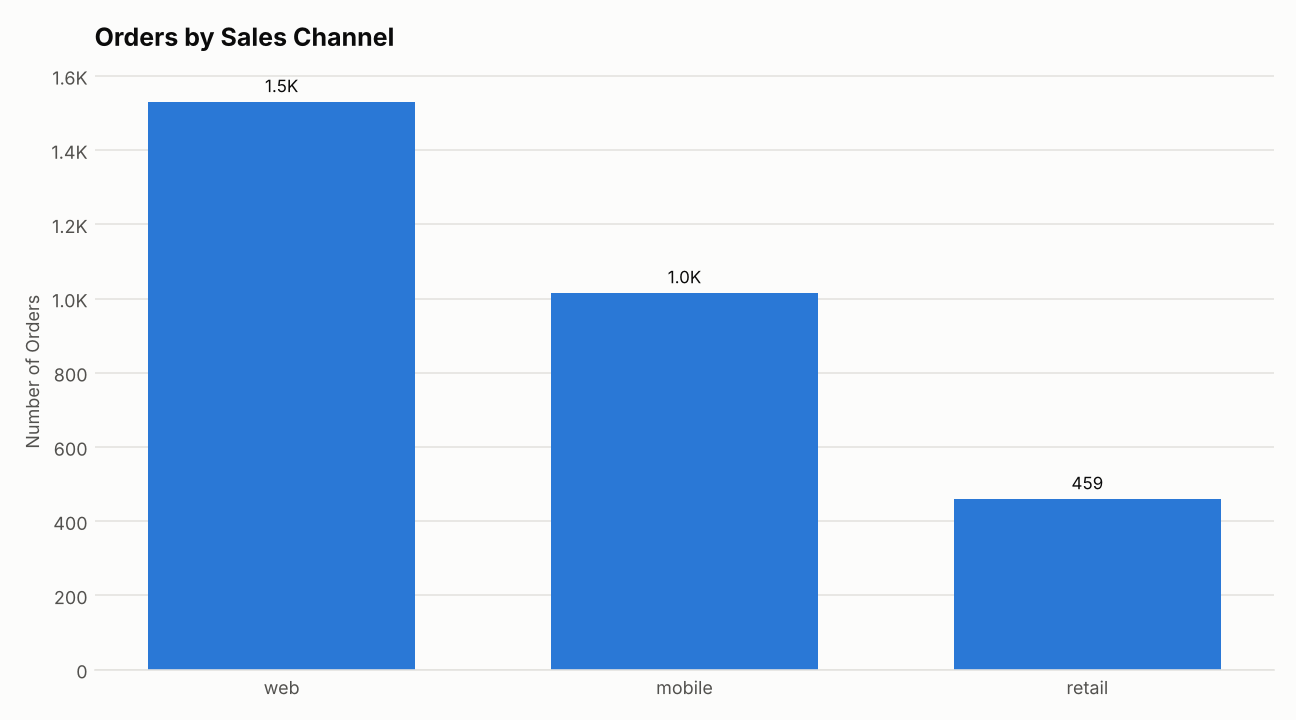 Orders by Sales Channel
Number of Orders
1.6K
1.4K
1.2K
1.0K
800
600
400
200
0
1.5K
1.0K
459
web
mobile
retail